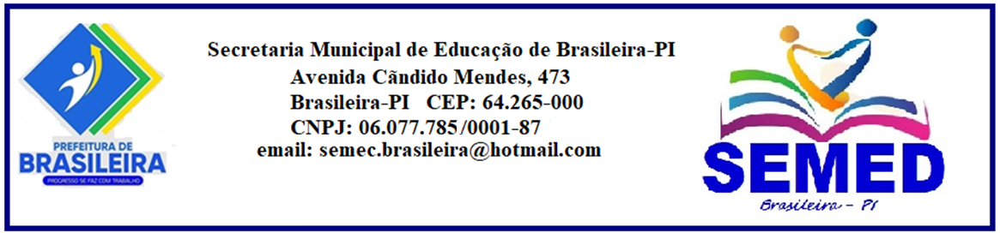 PREFEITURA DE
BRASILEIRA
PROGRESSO SE FAZ COM TRABALHO
Secretaria Municipal de Educação de Brasileira-PI
Avenida Cãndido Mendes, 473
Brasileira-PI CEP: 64.265-000
CNPJ: 06.077.785/0001-87
email: semec.brasileira@hotmail.com
SEMED
Brasileira - PI